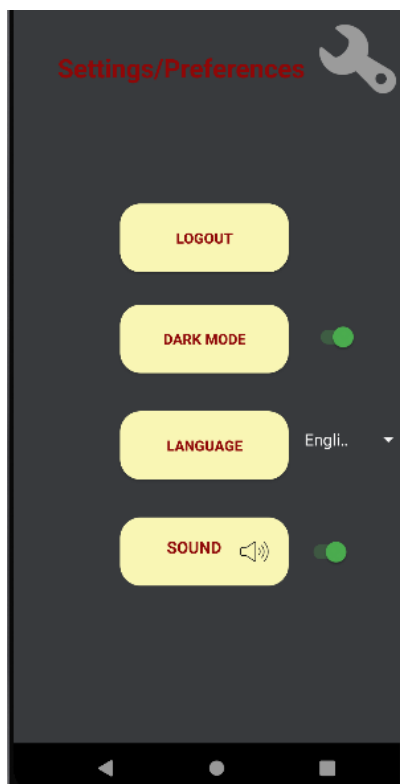 Settings/Preferences
LOGOUT
DARK MODE
LANGUAGE
Engli..
SOUND